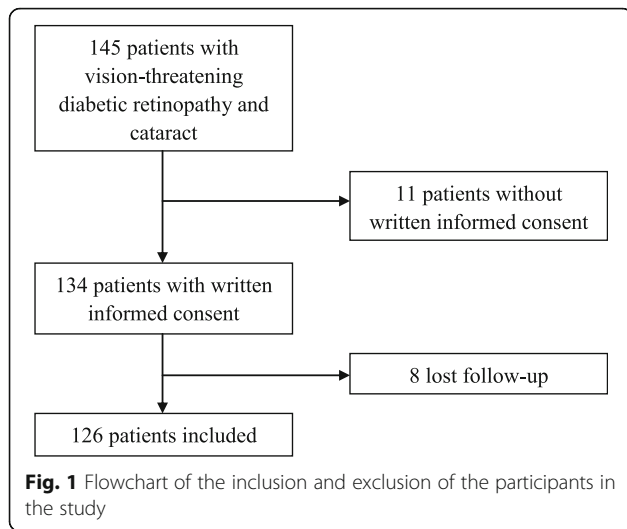 145 patients with
vision-threatening
diabetic retinopathy and
cataract
11 patients without
written informed consent
134 patients with written
informed consent
8 lost follow-up
126 patients included
Fig. 1 Flowchart of the inclusion and exclusion of the participants in
the study